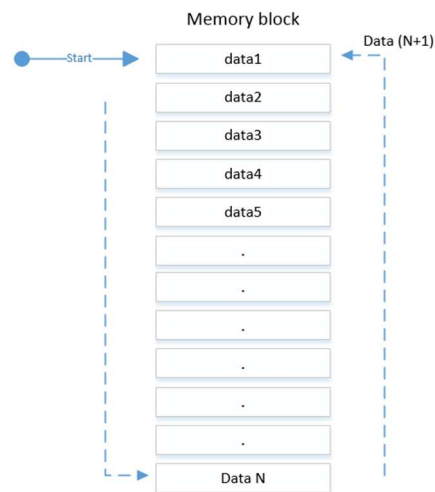 Memory block
Data (N+1)
Start
data1
data2
data3
data4
data5
.
.
.
.
.
.
Data N